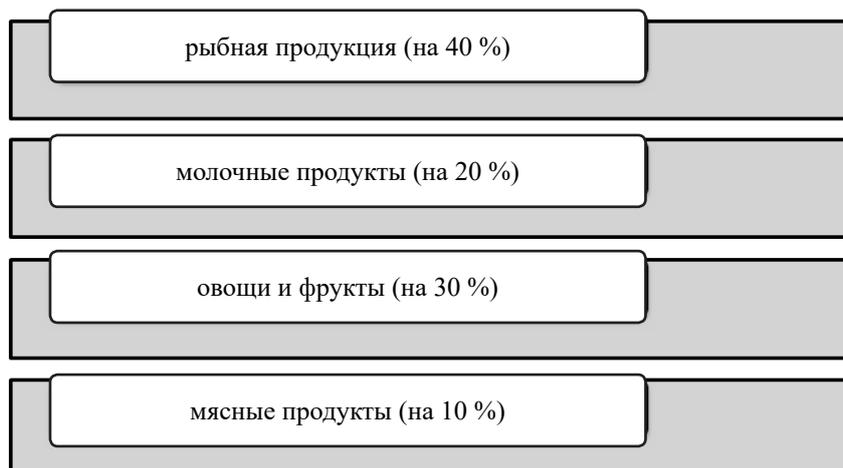 рыбная продукция (на 40 %)
молочные продукты (на 20 %)
овощи и фрукты (на 30 %)
мясные продукты (на 10 %)